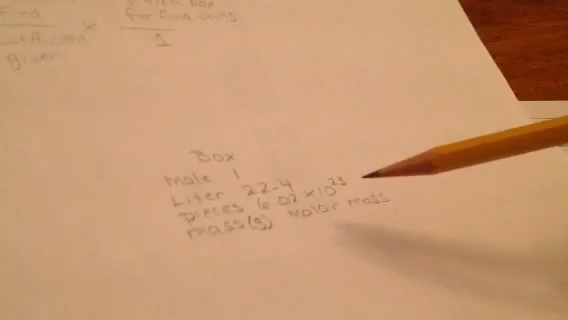 Find
x
from box
for find units
1
given
Box
mole 1
Liter 22.4
pieces 6.02 x 10^23
mass(g) Molar mass